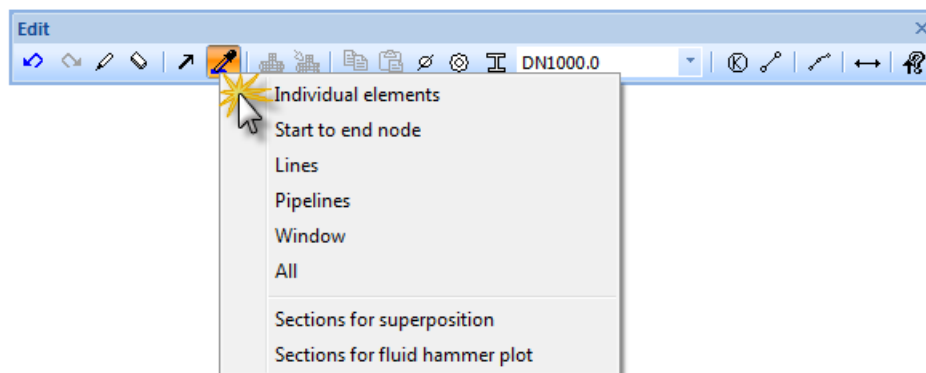 Edit
DN1000.0
Individual elements
Start to end node
Lines
Pipelines
Window
All
Sections for superposition
Sections for fluid hammer plot